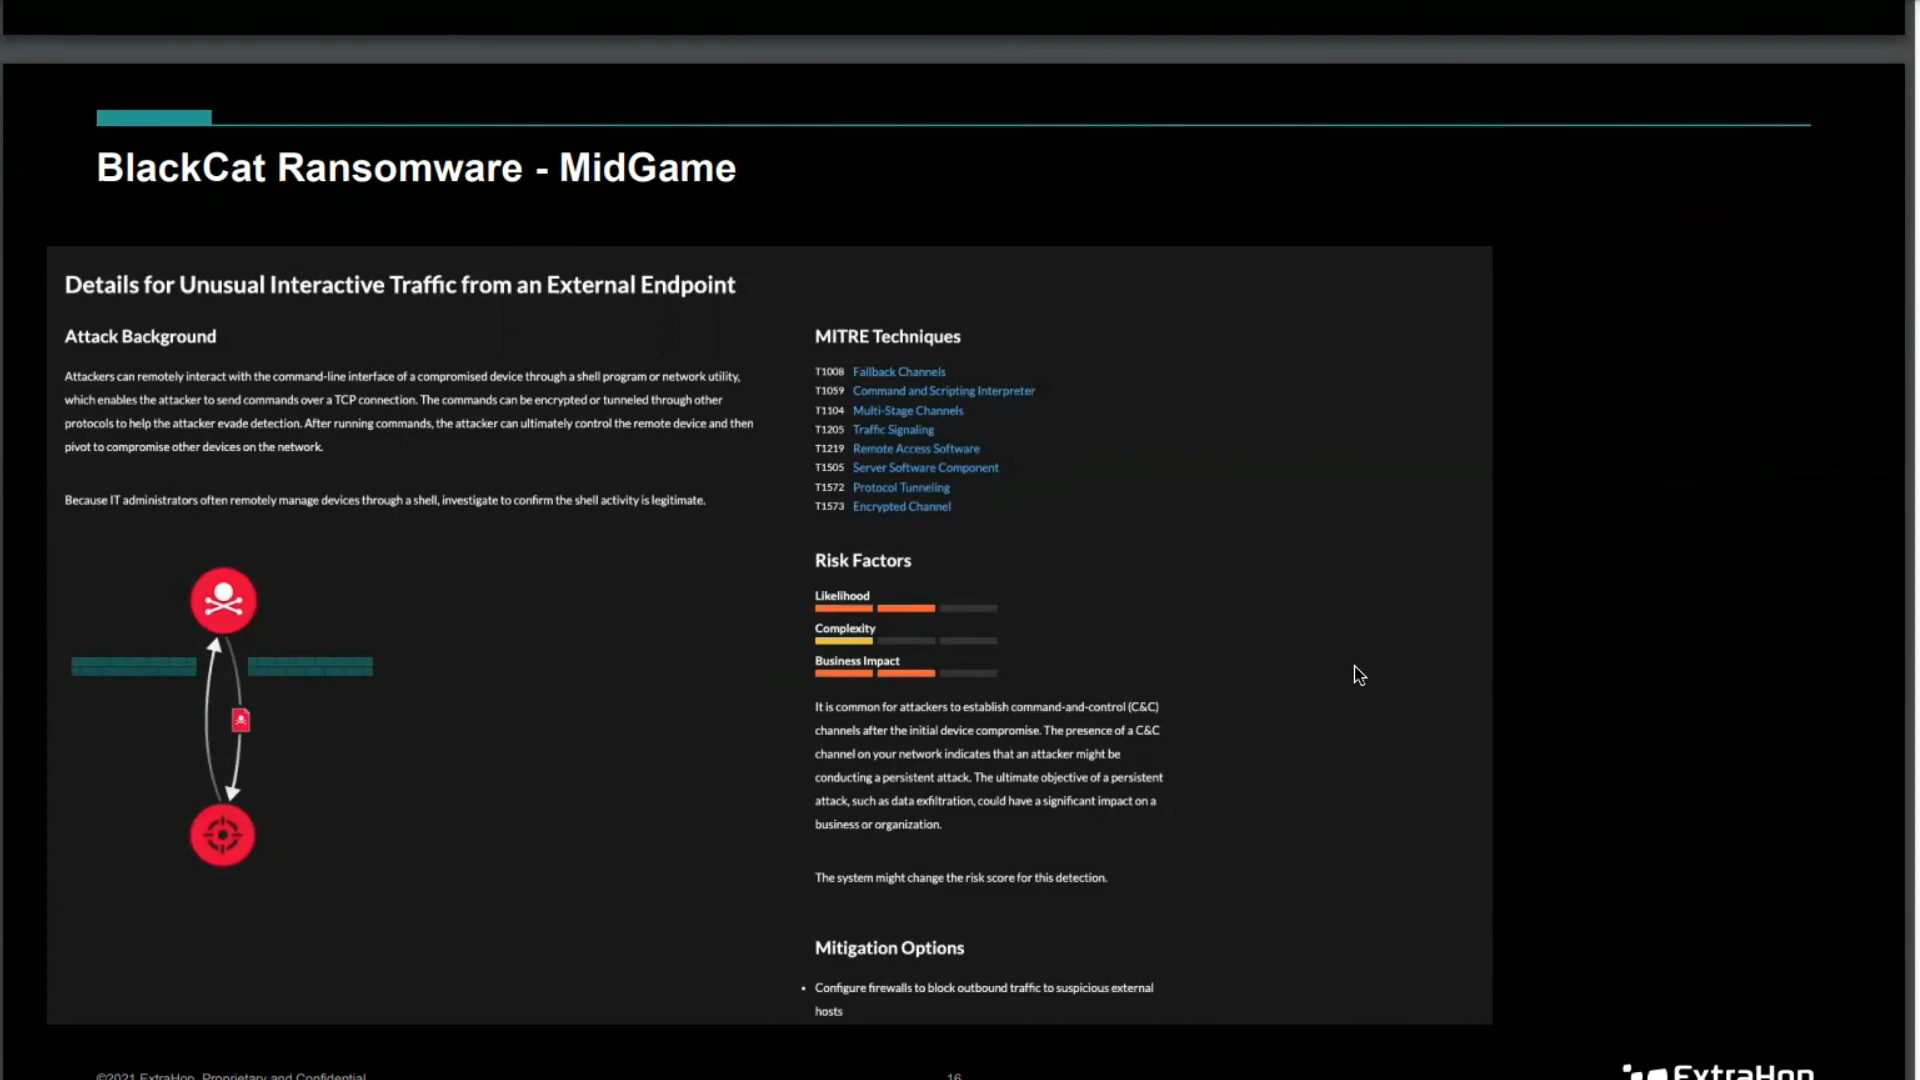 BlackCat Ransomware - MidGame
Details for Unusual Interactive Traffic from an External Endpoint
Attack Background
Attackers can remotely interact with the command-line interface of a compromised device through a shell program or network utility,
which enables the attacker to send commands over a TCP connection. The commands can be encrypted or tunneled through other
protocols to help the attacker evade detection. After running commands, the attacker can ultimately control the remote device and then
pivot to compromise other devices on the network.
Because IT administrators often remotely manage devices through a shell, investigate to confirm the shell activity is legitimate.
MITRE Techniques
T1008 Fallback Channels
T1059 Command and Scripting Interpreter
T1104 Multi-Stage Channels
T1205 Traffic Signaling
T1219 Remote Access Software
T1505 Server Software Component
T1572 Protocol Tunneling
T1573 Encrypted Channel
Risk Factors
Likelihood
Complexity
Business Impact
It is common for attackers to establish command-and-control (C&C)
channels after the initial device compromise. The presence of a C&C
channel on your network indicates that an attacker might be
conducting a persistent attack. The ultimate objective of a persistent
attack, such as data exfiltration, could have a significant impact on a
business or organization.
The system might change the risk score for this detection.
Mitigation Options
• Configure firewalls to block outbound traffic to suspicious external
hosts
©2021 ExtraHop, Proprietary and Confidential
16
ExtraHop